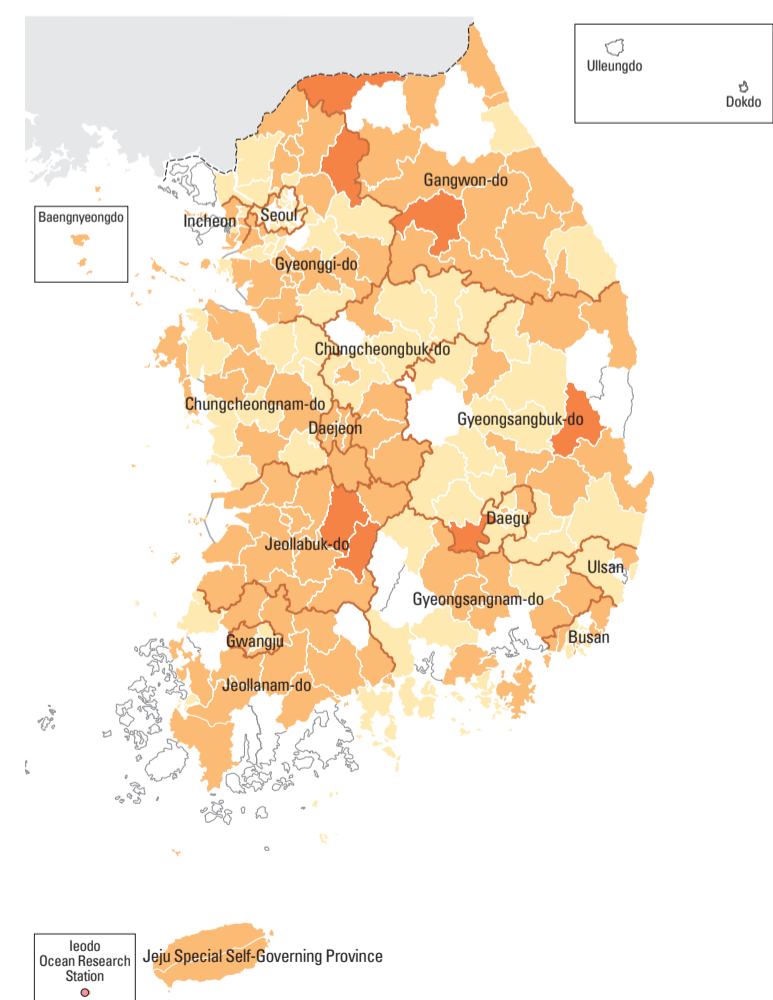 Ulleungdo
Dokdo
Gangwon-do
Baengnyeongdo
Incheon
Seoul
Gyeonggi-do
Chungcheongbuk-do
Chungcheongnam-do
Gyeongsangbuk-do
Daejeon
Daegu
Jeollabuk-do
Ulsan
Gyeongsangnam-do
Gwangju
Busan
Jeollanam-do
Ieodo
Ocean Research
Station
Jeju Special Self-Governing Province